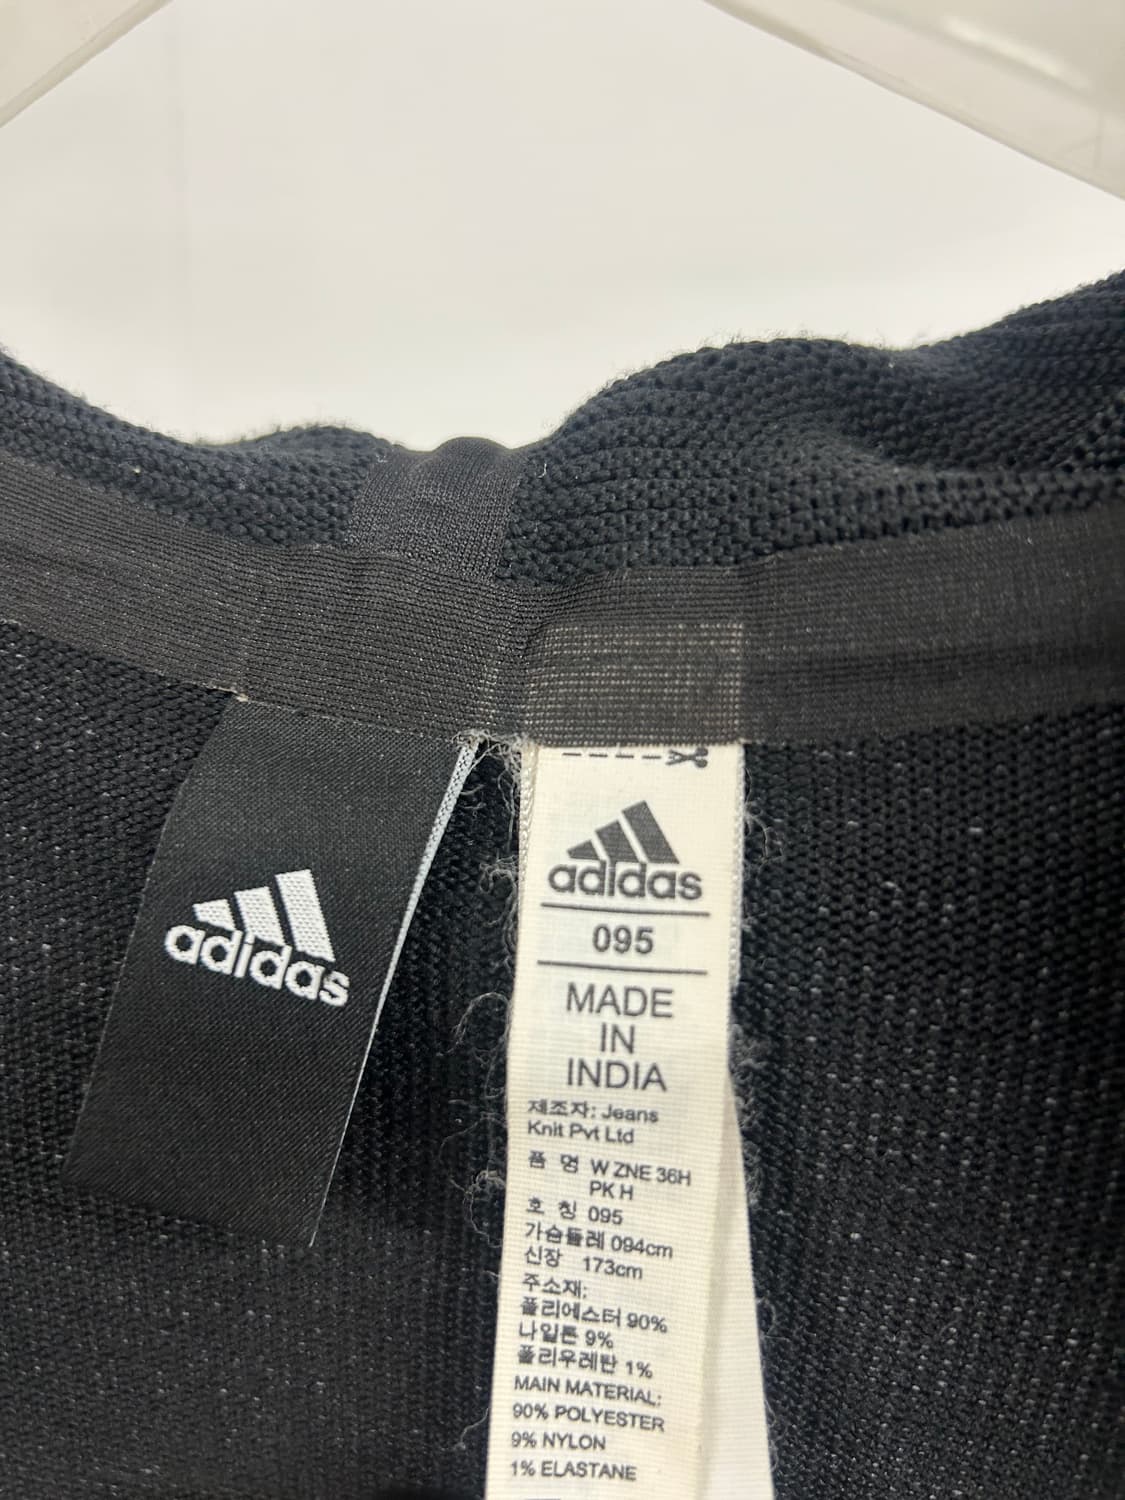 adidas
adidas
095
MADE
IN
INDIA
제조자: Jeans
Knit Pvt Ltd
품 명 W ZNE 36H
PK H
호 칭 095
가슴둘레 094cm
신장 173cm
주소재:
폴리에스터 90%
나일론 9%
폴리우레탄 1%
MAIN MATERIAL:
90% POLYESTER
9% NYLON
1% ELASTANE